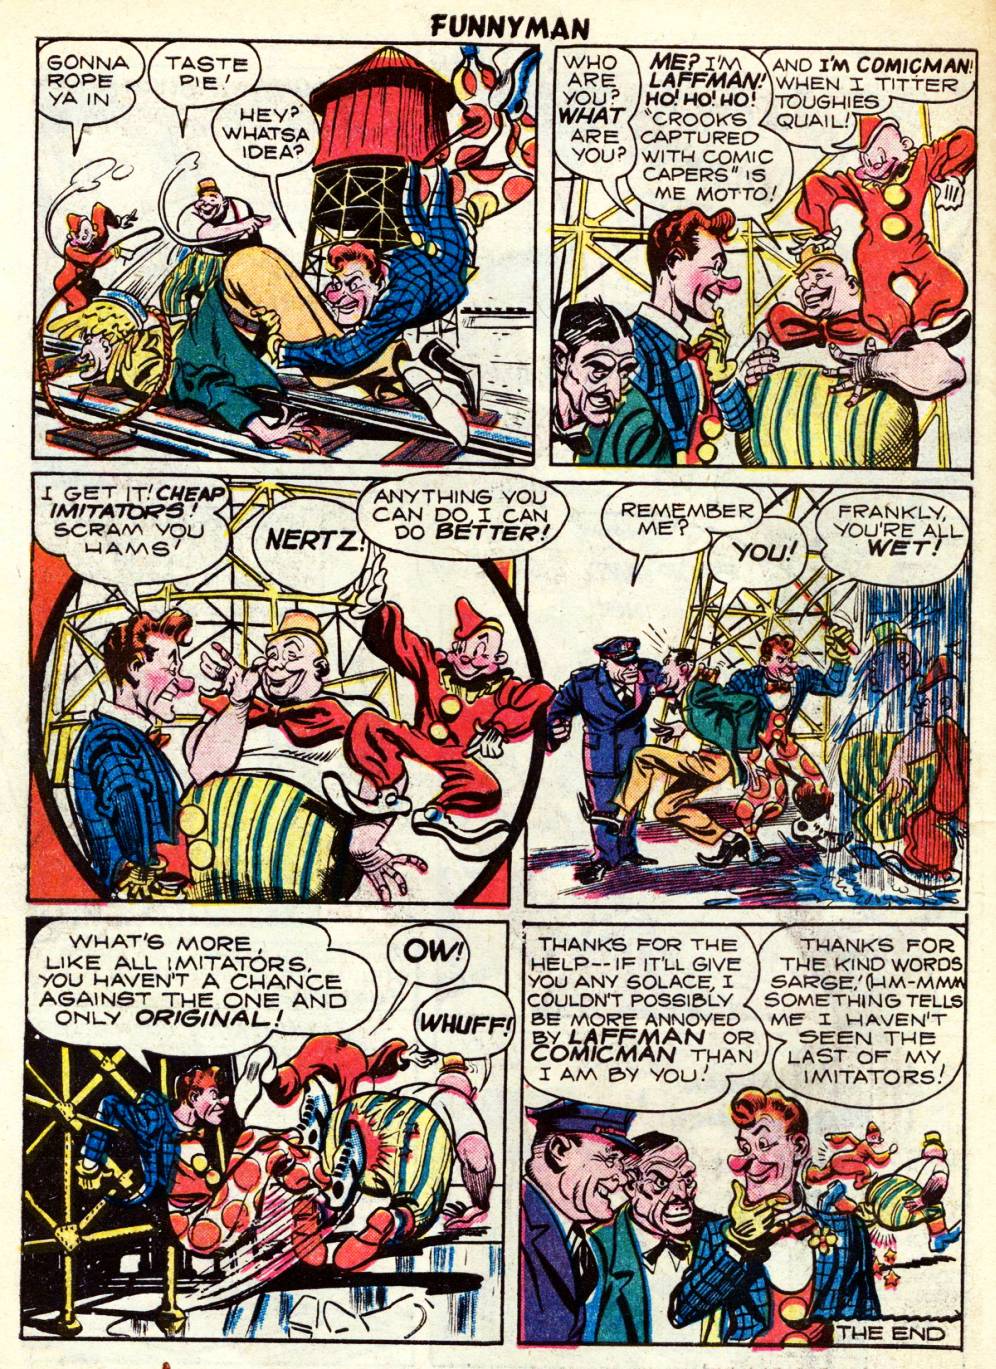 FUNNYMAN
GONNA
ROPE
YA IN
TASTE
PIE!
HEY?
WHATSA
IDEA?
WHO
ARE
YOU?
WHAT
ARE
YOU?
ME? I'M
LAFFMAN!
HO! HO! HO!
"CROOKS
CAPTURED
WITH COMIC
CAPERS" IS
ME MOTTO!
AND I'M COMICMAN!
WHEN I TITTER
TOUGHIES
QUAIL!
I GET IT! CHEAP
IMITATORS!
SCRAM YOU
HAMS!
NERTZ!
ANYTHING YOU
CAN DO, I CAN
DO BETTER!
REMEMBER
ME?
YOU!
FRANKLY,
YOU'RE ALL
WET!
WHAT'S MORE,
LIKE ALL IMITATORS,
YOU HAVEN'T A CHANCE
AGAINST THE ONE AND
ONLY ORIGINAL!
OW!
WHUFF!
THANKS FOR THE
HELP--IF IT'LL GIVE
YOU ANY SOLACE, I
COULDN'T POSSIBLY
BE MORE ANNOYED
BY LAFFMAN OR
COMICMAN THAN
I AM BY YOU!
THANKS FOR
THE KIND WORDS
SARGE! (HM-MMM
SOMETHING TELLS
ME I HAVEN'T
SEEN THE
LAST OF MY
IMITATORS!
THE END